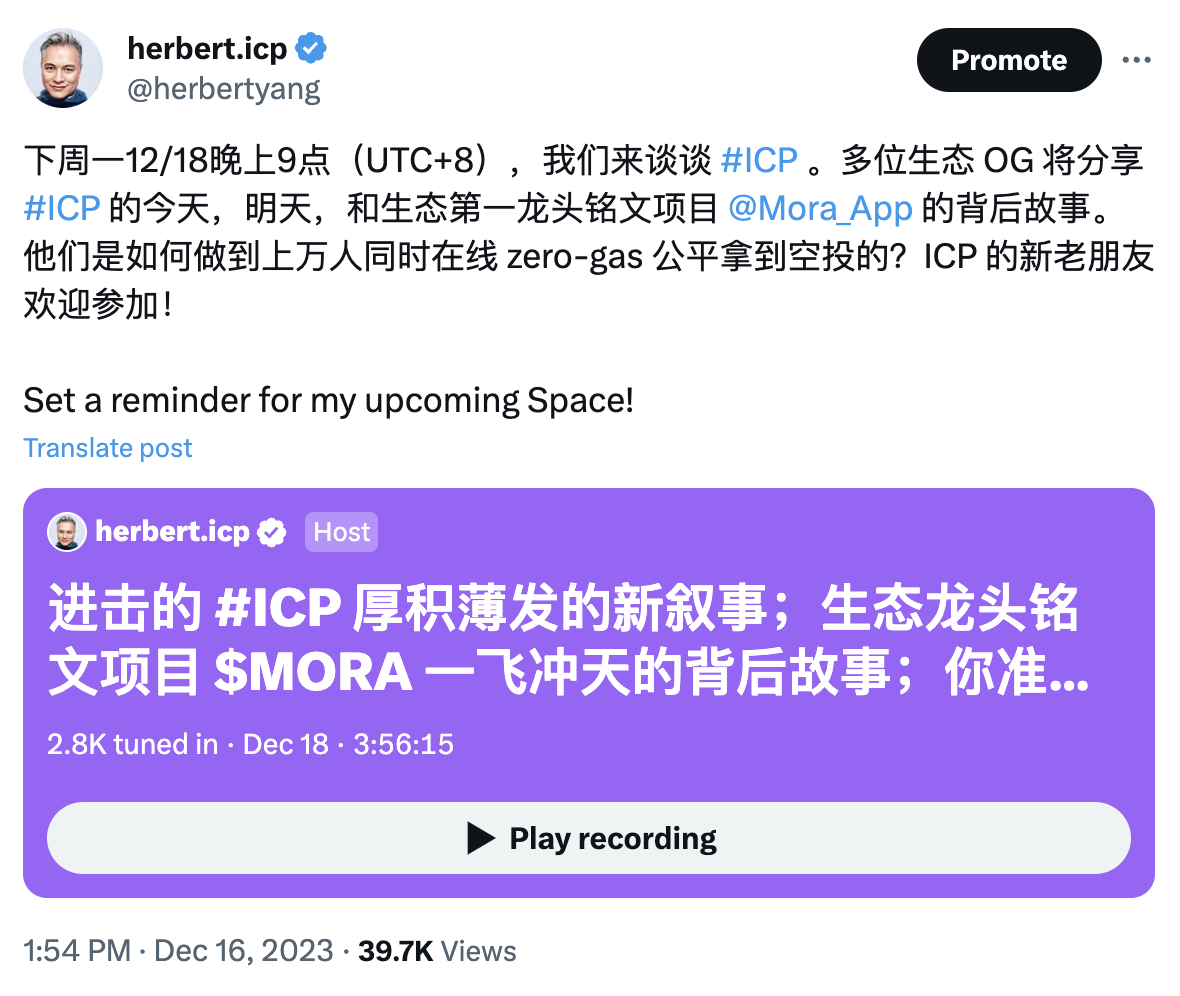 herbert.icp
@herbertyang
Promote
下周一12/18晚上9点（UTC+8），我们来谈谈 #ICP 。多位生态 OG 将分享
#ICP 的今天，明天，和生态第一龙头铭文项目 @Mora_App 的背后故事。
他们是如何做到上万人同时在线 zero-gas 公平拿到空投的？ICP 的新老朋友
欢迎参加！
Set a reminder for my upcoming Space!
Translate post
herbert.icp Host
进击的 #ICP 厚积薄发的新叙事；生态龙头铭
文项目 $MORA 一飞冲天的背后故事；你准...
2.8K tuned in · Dec 18 · 3:56:15
Play recording
1:54 PM · Dec 16, 2023 · 39.7K Views